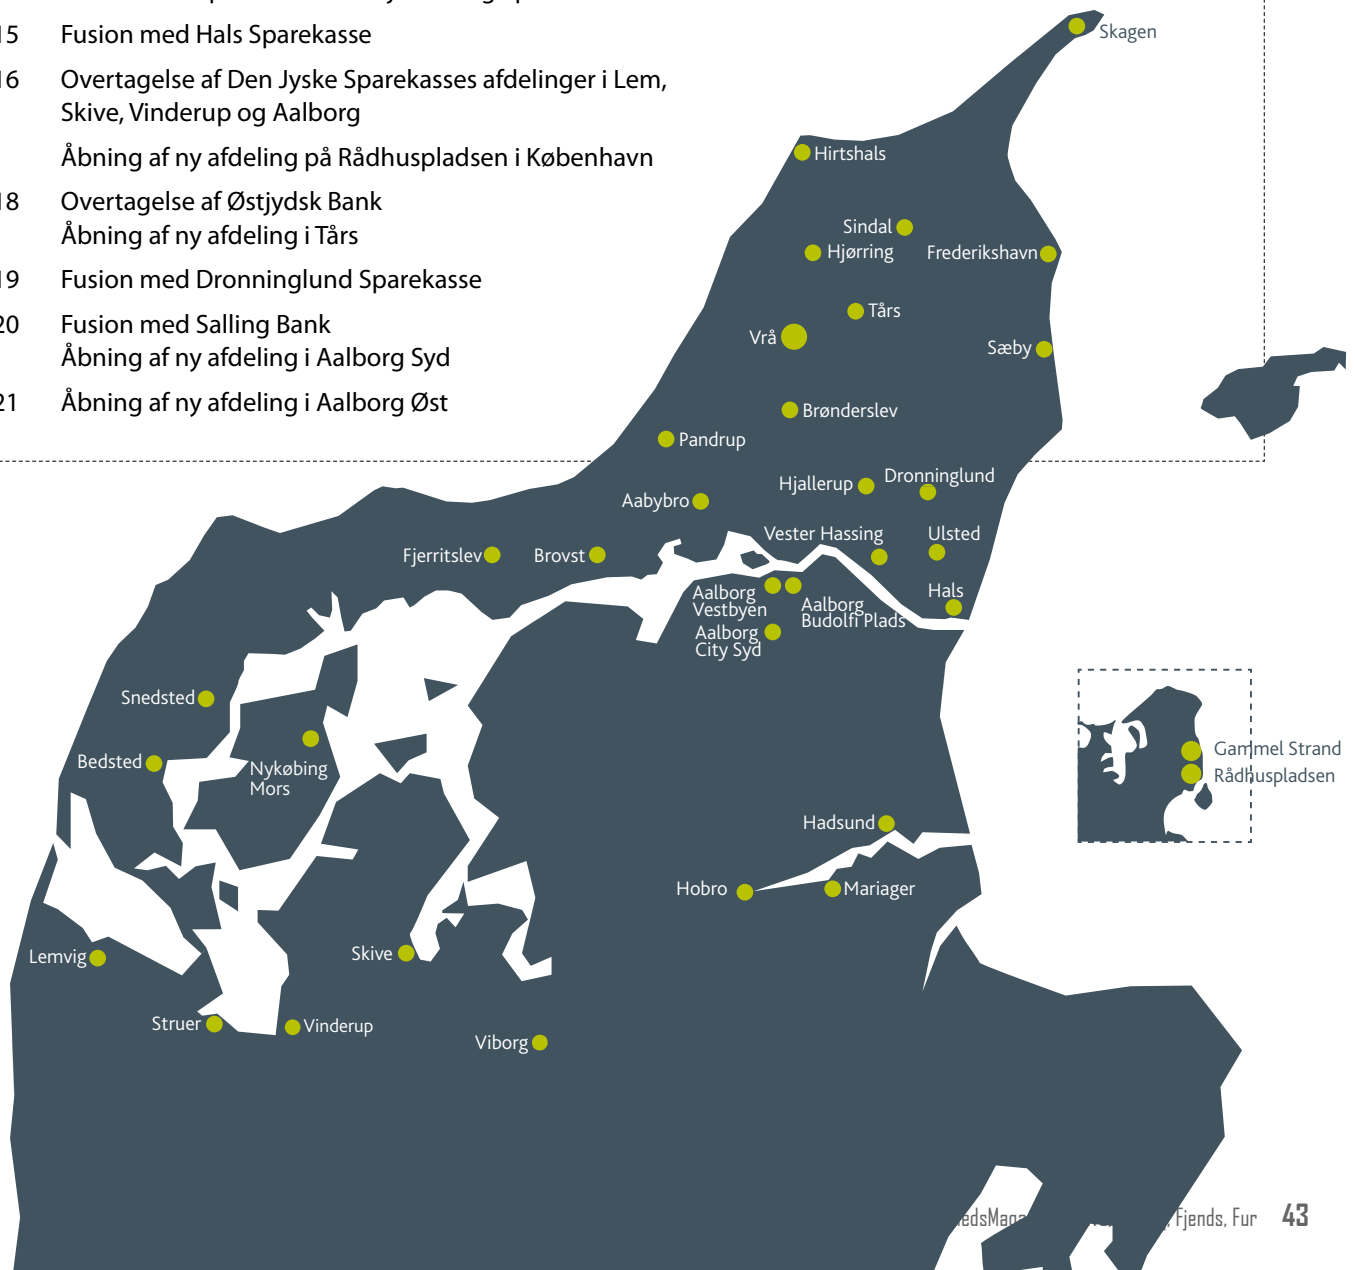 15 Fusion med Hals Sparekasse
16 Overtagelse af Den Jyske Sparekasses afdelinger i Lem,
Skive, Vinderup og Aalborg
Åbning af ny afdeling på Rådhuspladsen i København
18 Overtagelse af Østjydsk Bank
Åbning af ny afdeling i Tårs
19 Fusion med Dronninglund Sparekasse
20 Fusion med Salling Bank
Åbning af ny afdeling i Aalborg Syd
21 Åbning af ny afdeling i Aalborg Øst
Skagen
Hirtshals
Sindal
Hjørring
Frederikshavn
Tårs
Vrå
Sæby
Brønderslev
Pandrup
Hjallerup
Dronninglund
Aabybro
Vester Hassing
Ulsted
Fjerritslev
Brovst
Hals
Aalborg
Vestbyen
Aalborg
Budolfi Plads
Aalborg
City Syd
Snedsted
Bedsted
Nykøbing
Mors
Gammel Strand
Rådhuspladsen
Hadsund
Hobro
Mariager
Lemvig
Skive
Struer
Vinderup
Viborg
Fjends, Fur 43